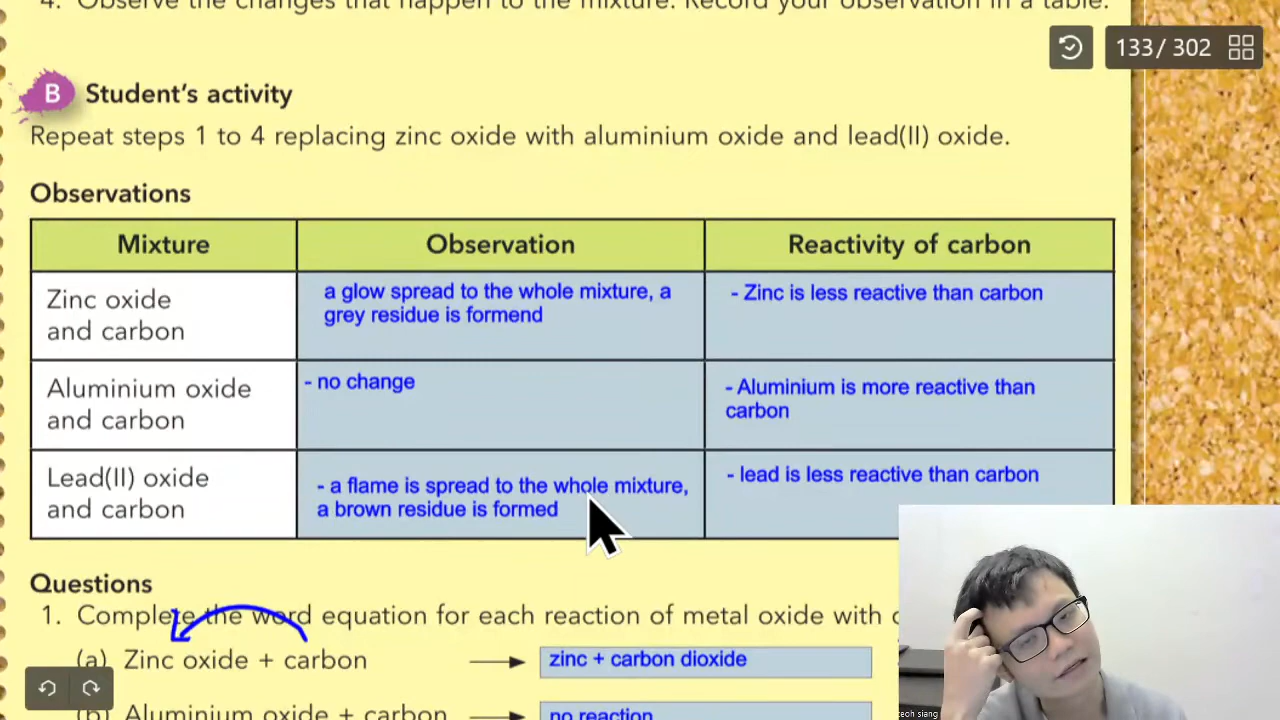 4. Observe the changes that happen to the mixture. Record your observation in a table.
133/ 302
B Student's activity
Repeat steps 1 to 4 replacing zinc oxide with aluminium oxide and lead(II) oxide.
Observations
Mixture Observation Reactivity of carbon
Zinc oxide
and carbon
a glow spread to the whole mixture, a
grey residue is formend
- Zinc is less reactive than carbon
Aluminium oxide
and carbon
- no change
- Aluminium is more reactive than
carbon
Lead(II) oxide
and carbon
- a flame is spread to the whole mixture,
a brown residue is formed
- lead is less reactive than carbon
Questions
1. Complete the word equation for each reaction of metal oxide with
(a) Zinc oxide + carbon zinc + carbon dioxide
(b) Aluminium oxide + carbon no reaction
teoh siang